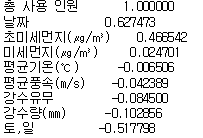 총 사용 인원 1.000000
날짜 0.627473
초미세먼지(㎍/㎥) 0.466542
미세먼지(㎍/㎥) 0.024701
평균기온(℃) -0.006506
평균풍속(m/s) -0.042389
강수유무 -0.084500
강수량(mm) -0.102856
토,일 -0.517798